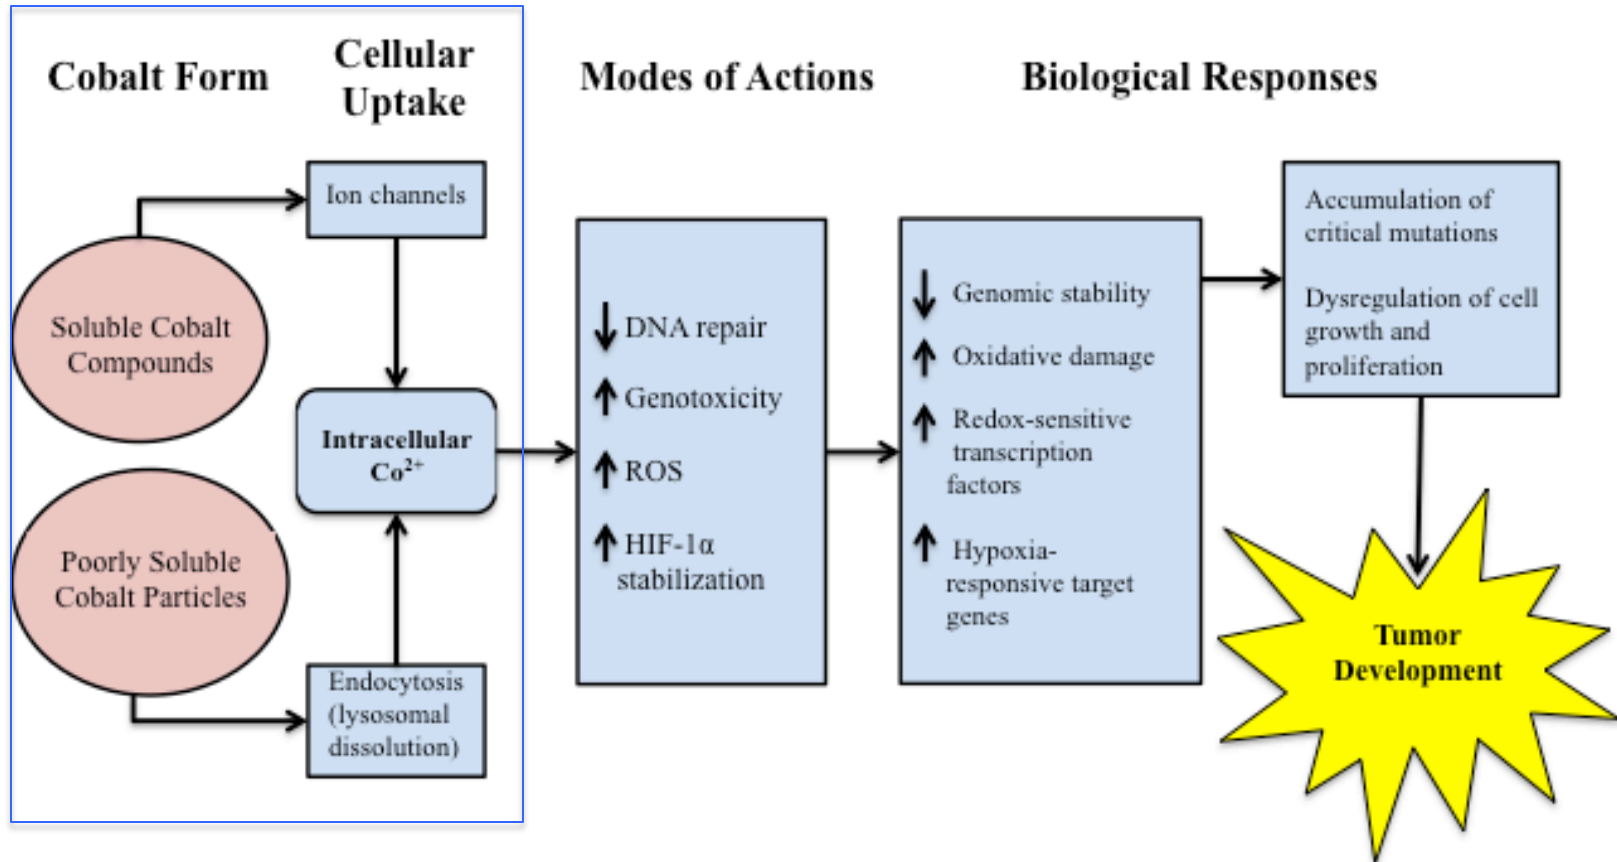 Cobalt Form
Cellular
Uptake
Modes of Actions
Biological Responses
Ion channels
Soluble Cobalt
Compounds
Intracellular
Co²⁺
Poorly Soluble
Cobalt Particles
Endocytosis
(lysosomal
dissolution)
↓ DNA repair
↑ Genotoxicity
↑ ROS
↑ HIF-1α
stabilization
↓ Genomic stability
↑ Oxidative damage
↑ Redox-sensitive
transcription
factors
↑ Hypoxia-
responsive target
genes
Accumulation of
critical mutations
Dysregulation of cell
growth and
proliferation
Tumor
Development